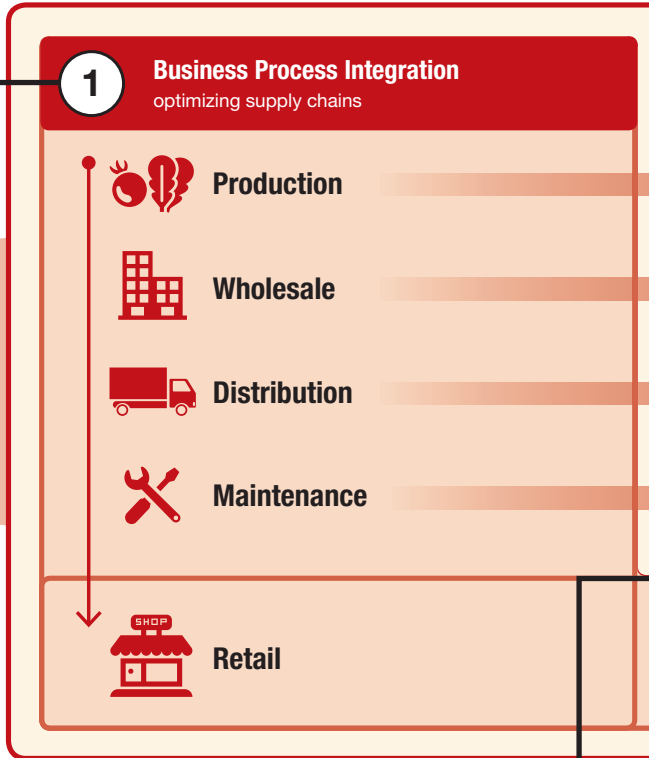 1
Business Process Integration
optimizing supply chains
Production
Wholesale
Distribution
Maintenance
SHOP
Retail